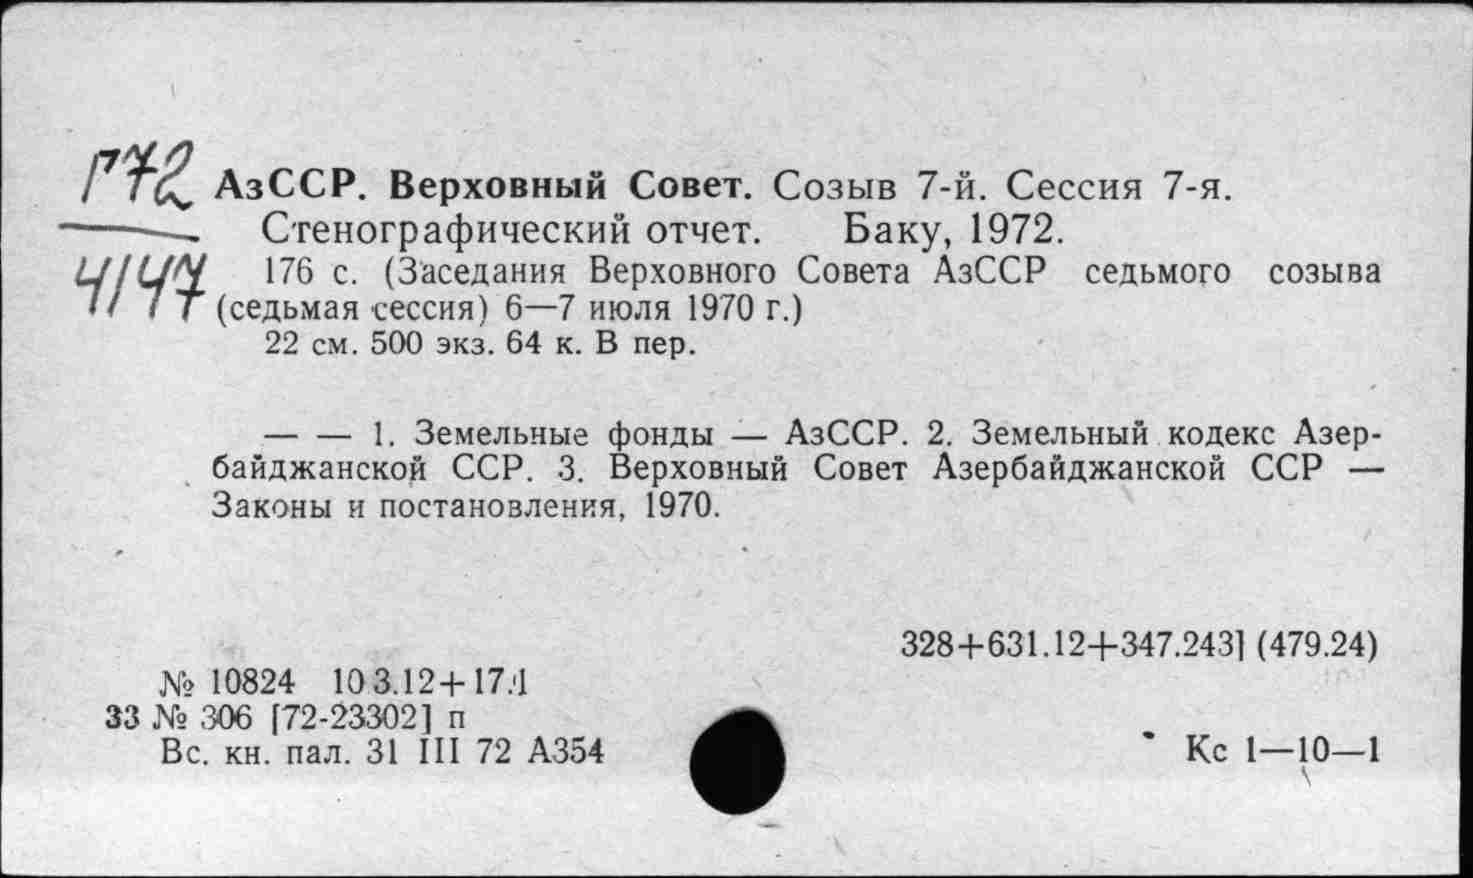 Г72
4147
АзССР. Верховный Совет. Созыв 7-й. Сессия 7-я.
Стенографический отчет. Баку, 1972.
176 с. (Заседания Верховного Совета АзССР седьмого созыва
(седьмая сессия) 6—7 июля 1970 г.)
22 см. 500 экз. 64 к. В пер.
— — 1. Земельные фонды — АзССР. 2. Земельный кодекс Азер-
байджанской ССР. 3. Верховный Совет Азербайджанской ССР —
Законы и постановления, 1970.
328+631.12+347.243] (479.24)
№ 10824 10 3.12+17.1
33 № 306 [72-23302] п
Вс. кн. пал. 31 III 72 А354
Кс 1—10—1